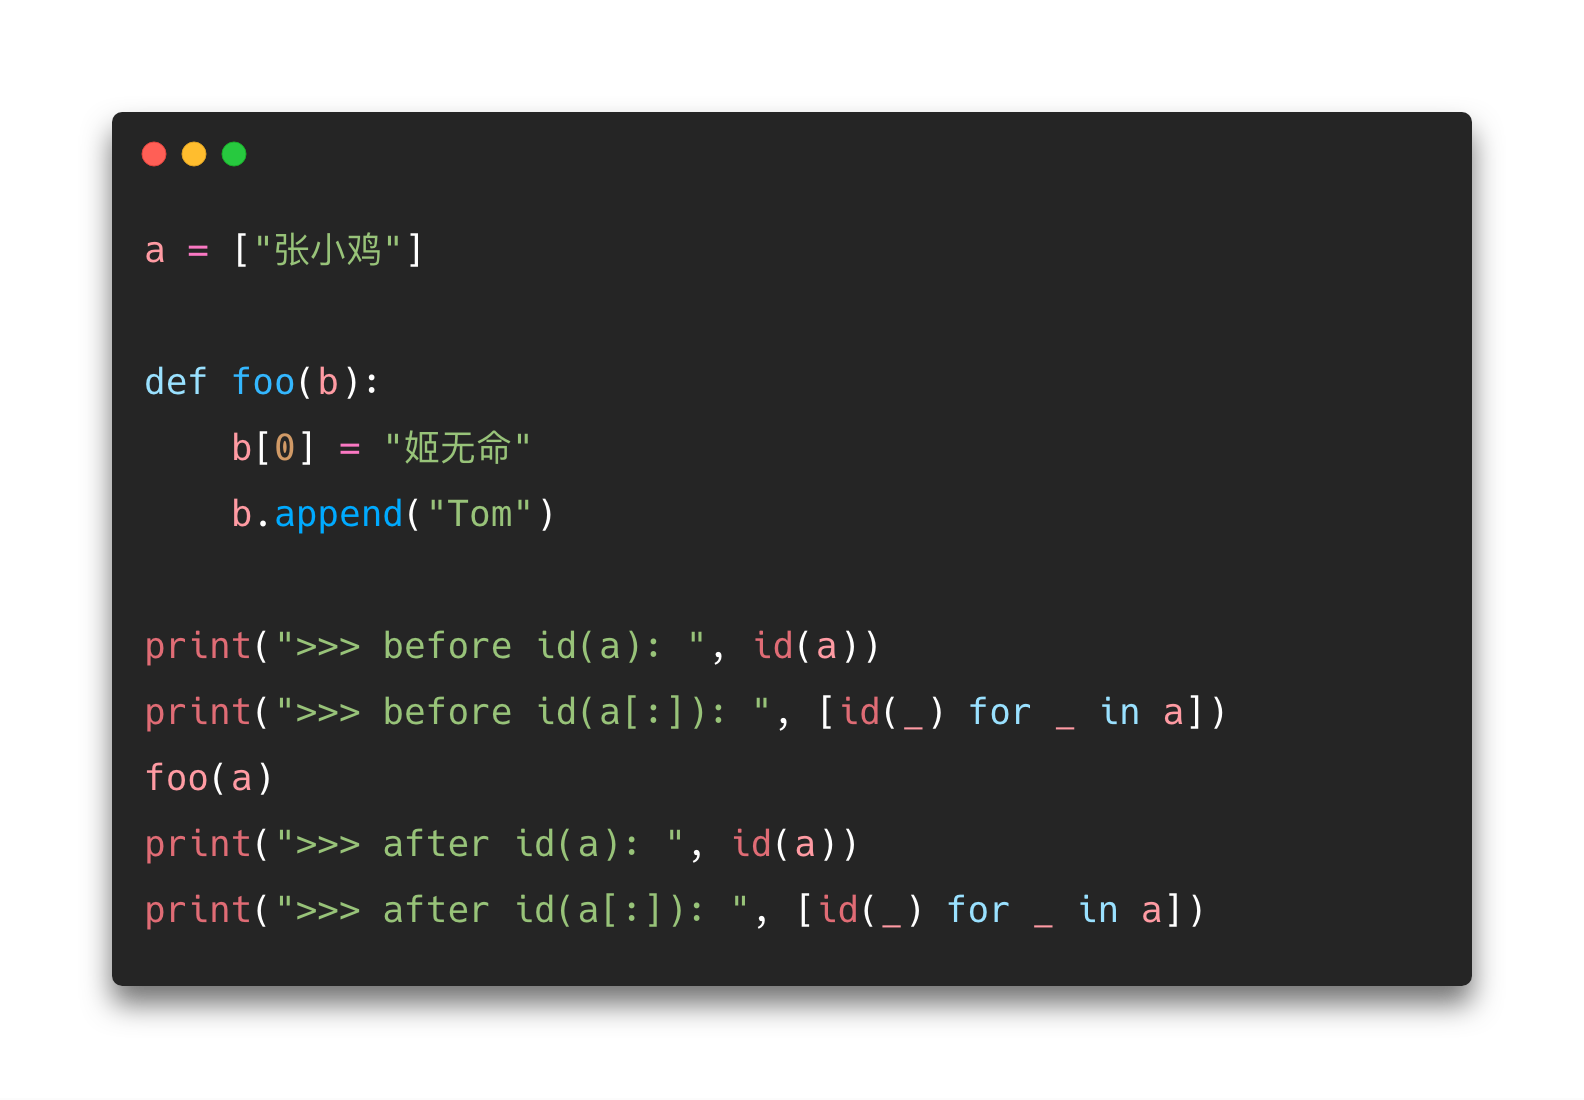 a = ["张小鸡"]
def foo(b):
    b[0] = "姬无命"
    b.append("Tom")
print(">>> before id(a): ", id(a))
print(">>> before id(a[:]): ", [id(_) for _ in a])
foo(a)
print(">>> after id(a): ", id(a))
print(">>> after id(a[:]): ", [id(_) for _ in a])